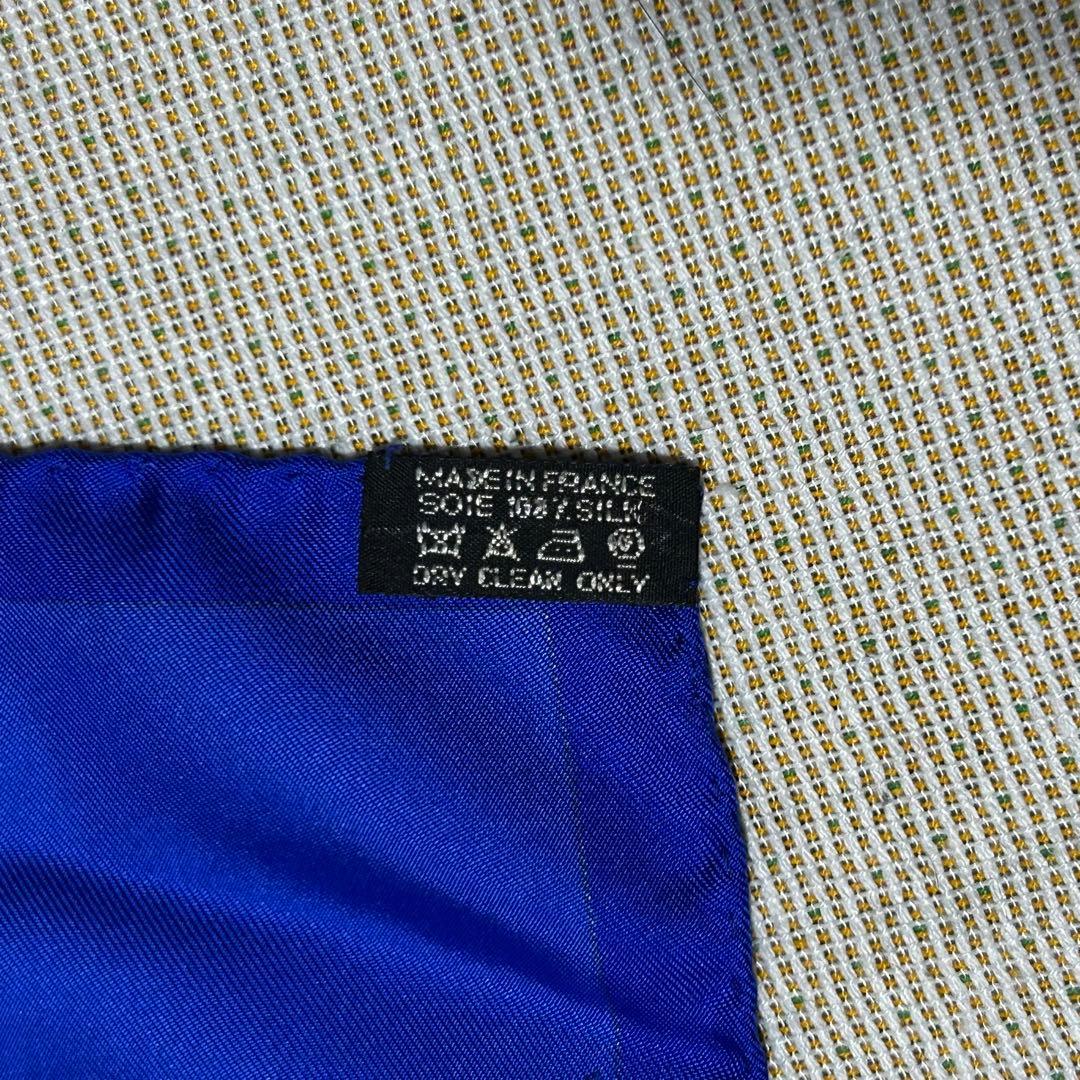 MADE IN FRANCE
SOIE 100% SILK
DRY CLEAN ONLY